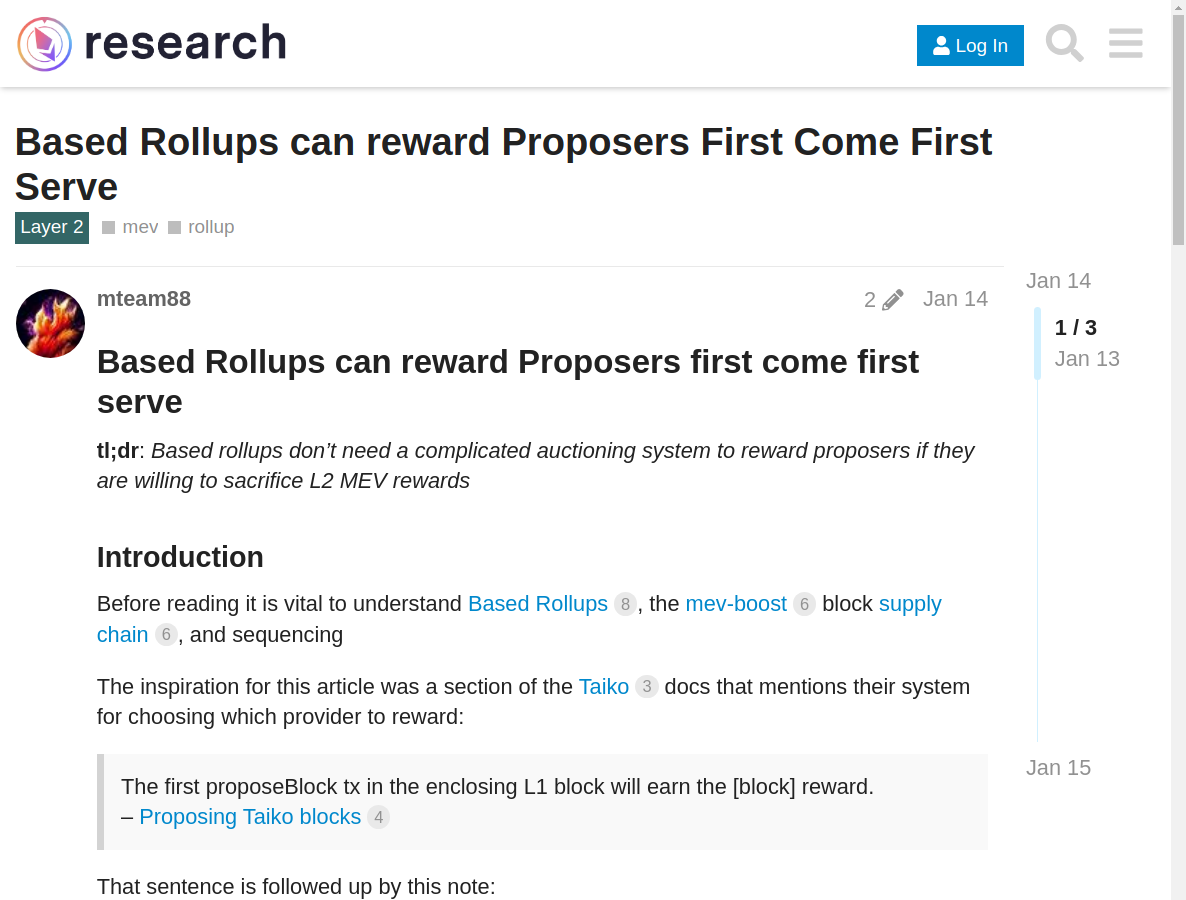 research
Log In
Based Rollups can reward Proposers First Come First
Serve
Layer 2 mev rollup
mteam88 2 Jan 14
Based Rollups can reward Proposers first come first
serve
tl;dr: Based rollups don’t need a complicated auctioning system to reward proposers if they
are willing to sacrifice L2 MEV rewards
Introduction
Before reading it is vital to understand Based Rollups 8, the mev-boost 6 block supply
chain 6, and sequencing
The inspiration for this article was a section of the Taiko 3 docs that mentions their system
for choosing which provider to reward:
The first proposeBlock tx in the enclosing L1 block will earn the [block] reward.
– Proposing Taiko blocks 4
That sentence is followed up by this note:
Jan 14
1 / 3
Jan 13
Jan 15